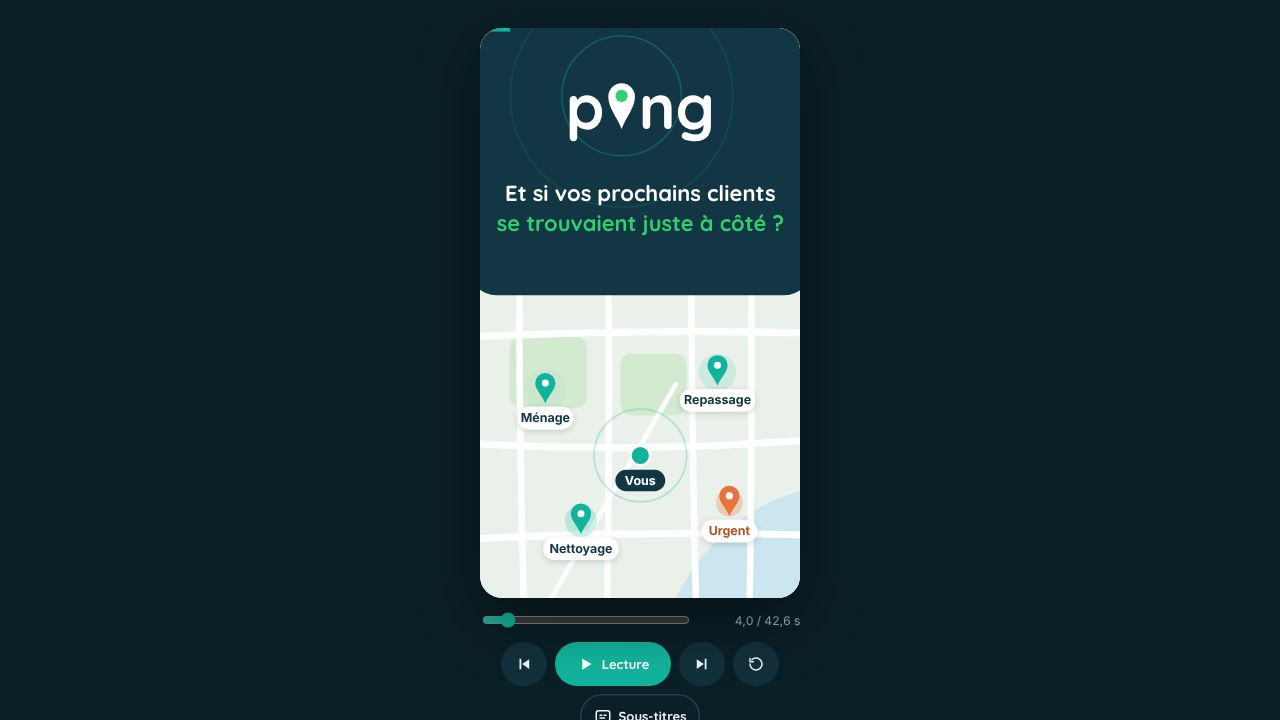 ping
Et si vos prochains clients
se trouvaient juste à côté ?
Repassage
Ménage
Vous
Urgent
Nettoyage
4,0 / 42,6 s
Lecture
Sous-titres